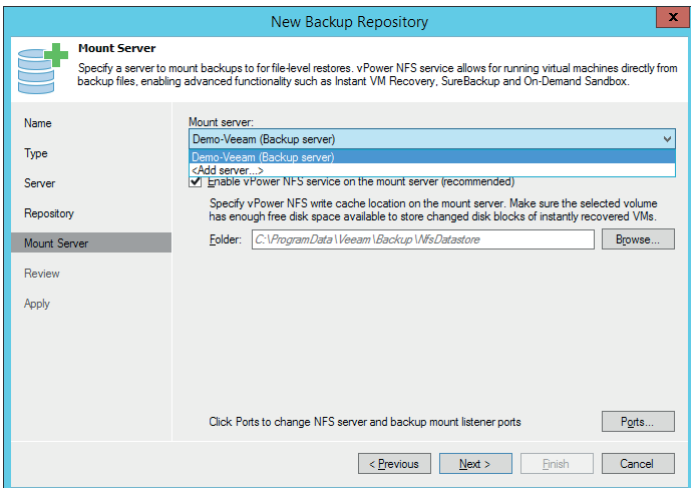 New Backup Repository
x
Mount Server
Specify a server to mount backups to for file-level restores. vPower NFS service allows for running virtual machines directly from
backup files, enabling advanced functionality such as Instant VM Recovery, SureBackup and On-Demand Sandbox.
Name
Type
Server
Repository
Mount Server
Review
Apply
Mount server:
Demo-Veeam (Backup server)
Demo-Veeam (Backup server)
<Add server...>
Enable vPower NFS service on the mount server (recommended)
Specify vPower NFS write cache location on the mount server. Make sure the selected volume
has enough free disk space available to store changed disk blocks of instantly recovered VMs.
Folder: C:\ProgramData\Veeam\Backup\NfsDatastore Browse...
Click Ports to change NFS server and backup mount listener ports Ports...
< Previous Next > Finish Cancel